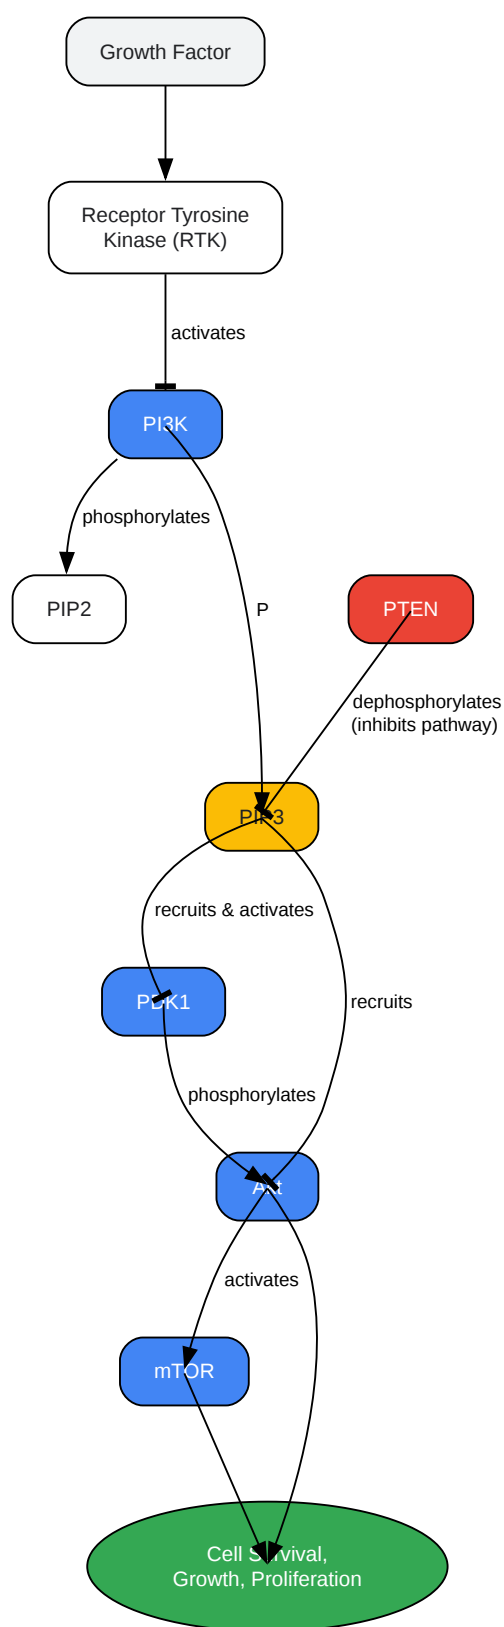 Growth Factor
Receptor Tyrosine
Kinase (RTK)
activates
PI3K
phosphorylates
PIP2
P
PTEN
dephosphorylates
(inhibits pathway)
PIP3
recruits & activates
PDK1
recruits
phosphorylates
Akt
activates
mTOR
Cell Survival,
Growth, Proliferation